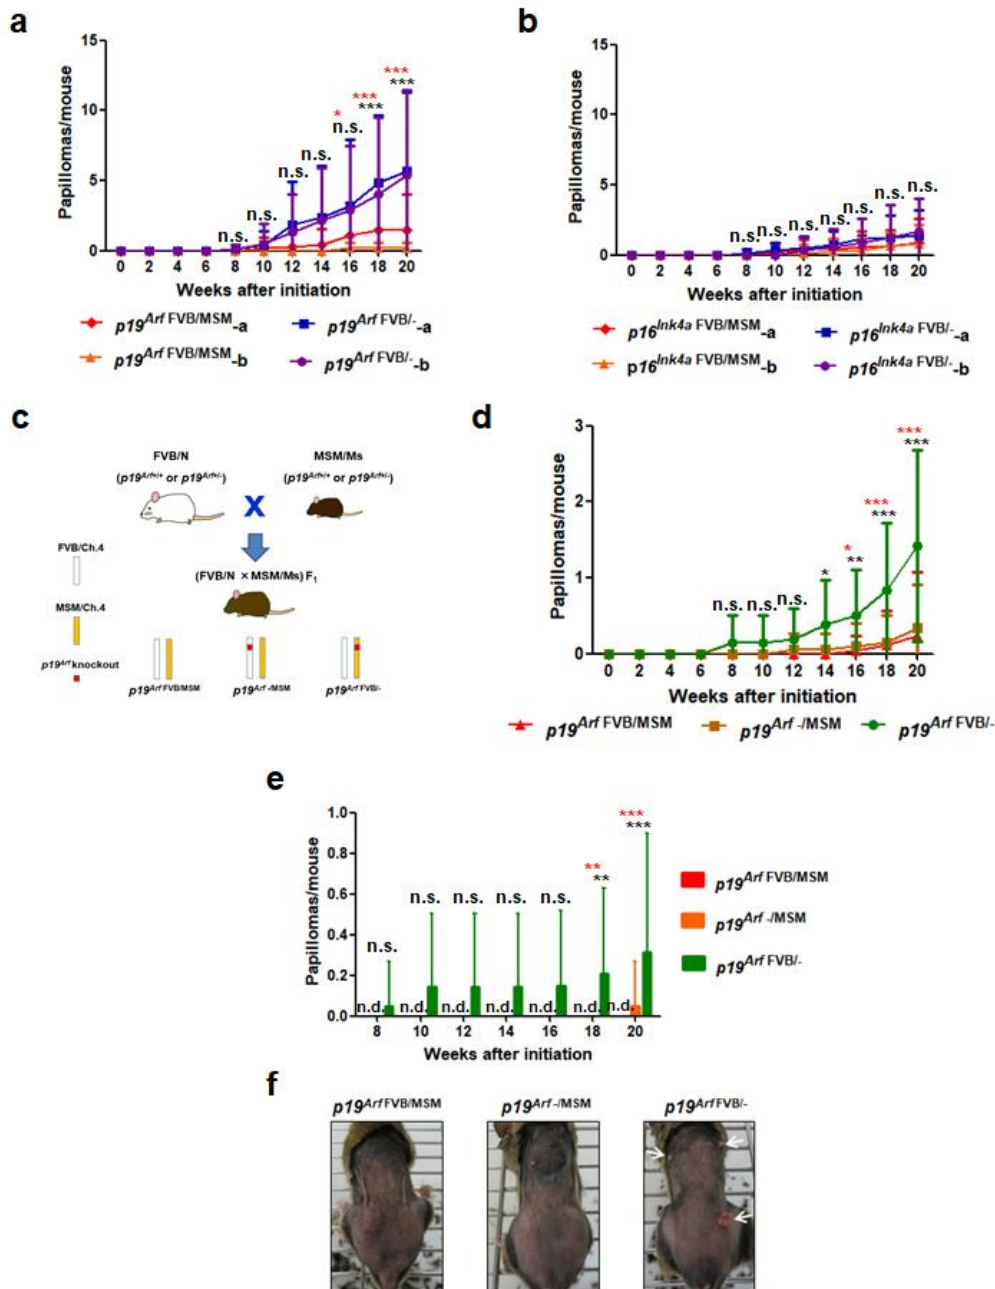 a
15
10
5
0
Papillomas/mouse
n.s.
n.s.
n.s.
n.s.
*
n.s.
***
***
***
***
0 2 4 6 8 10 12 14 16 18 20
Weeks after initiation
p19Arf FVB/MSM-a
p19Arf FVB/--a
p19Arf FVB/MSM-b
p19Arf FVB/--b
b
15
10
5
0
Papillomas/mouse
n.s. n.s. n.s. n.s. n.s. n.s. n.s.
0 2 4 6 8 10 12 14 16 18 20
Weeks after initiation
p16Ink4a FVB/MSM-a
p16Ink4a FVB/--a
p16Ink4a FVB/MSM-b
p16Ink4a FVB/--b
c
FVB/N
(p19Arf+/+ or p19Arf+/-)
MSM/Ms
(p19Arf+/+ or p19Arf+/-)
X
(FVB/N × MSM/Ms) F1
FVB/Ch.4
MSM/Ch.4
p19Arf knockout
p19Arf FVB/MSM
p19Arf -/MSM
p19Arf FVB/-
d
3
2
1
0
Papillomas/mouse
n.s. n.s. n.s.
*
*
**
***
***
***
***
0 2 4 6 8 10 12 14 16 18 20
Weeks after initiation
p19Arf FVB/MSM
p19Arf -/MSM
p19Arf FVB/-
e
1.0
0.8
0.6
0.4
0.2
0.0
Papillomas/mouse
n.s.
n.s. n.s. n.s. n.s.
**
**
***
***
n.d. n.d. n.d. n.d. n.d. n.d. n.d.
8 10 12 14 16 18 20
Weeks after initiation
p19Arf FVB/MSM
p19Arf -/MSM
p19Arf FVB/-
f
p19Arf FVB/MSM
p19Arf -/MSM
p19Arf FVB/-